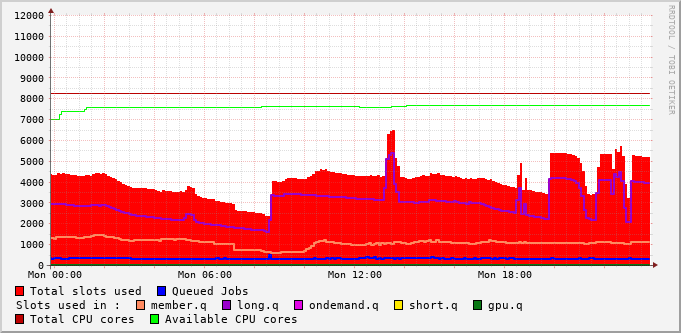 12000
11000
10000
9000
8000
7000
6000
5000
4000
3000
2000
1000
0
Mon 00:00 Mon 06:00 Mon 12:00 Mon 18:00
Total slots used Queued Jobs
Slots used in : member.q long.q ondemand.q short.q gpu.q
Total CPU cores Available CPU cores
RRDTOOL / TOBI OETIKER